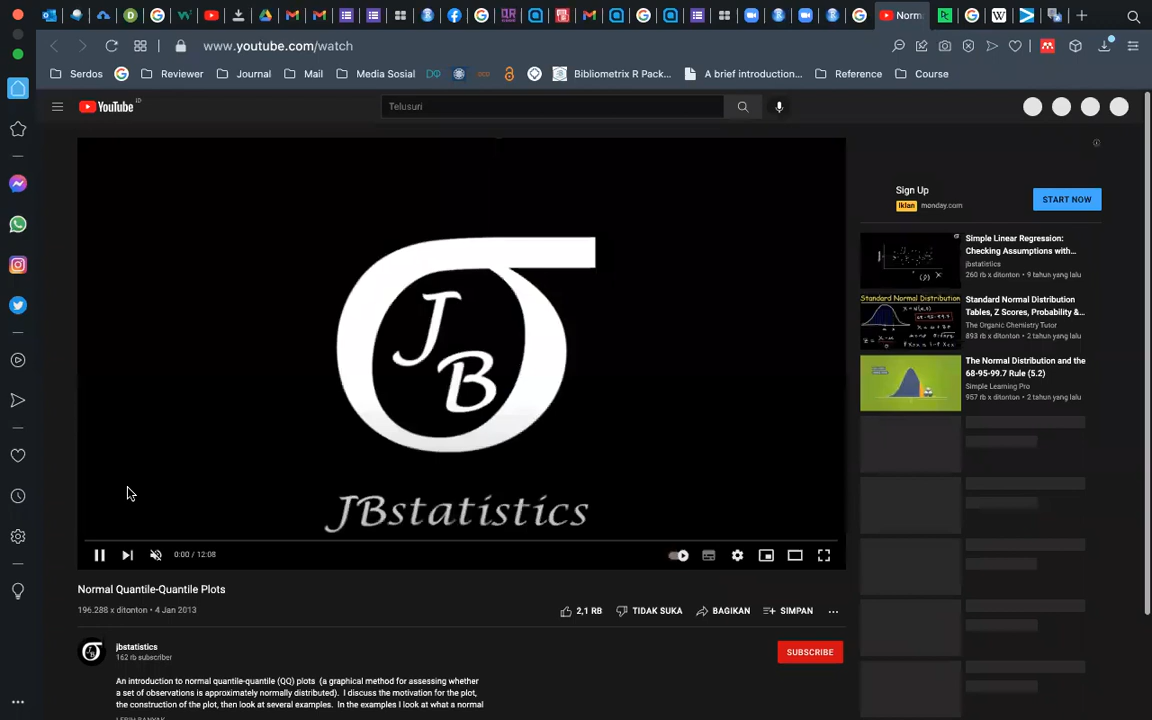 Norm
www.youtube.com/watch
Serdos
Reviewer
Journal
Mail
Media Sosial
Bibliometrix R Pack...
A brief introduction...
Reference
Course
YouTube ID
Telusuri
Sign Up
Iklan monday.com
START NOW
JB
JBstatistics
Simple Linear Regression:
Checking Assumptions with...
jbstatistics
260 rb x ditonton • 9 tahun yang lalu
Standard Normal Distribution
Standard Normal Distribution
Tables, Z Scores, Probability &...
The Organic Chemistry Tutor
893 rb x ditonton • 2 tahun yang lalu
The Normal Distribution and the
68-95-99.7 Rule (5.2)
Simple Learning Pro
957 rb x ditonton • 2 tahun yang lalu
0:00 / 12:08
Normal Quantile-Quantile Plots
196.288 x ditonton • 4 Jan 2013
2,1 RB
TIDAK SUKA
BAGIKAN
SIMPAN
jbstatistics
162 rb subscriber
SUBSCRIBE
An introduction to normal quantile-quantile (QQ) plots (a graphical method for assessing whether
a set of observations is approximately normally distributed). I discuss the motivation for the plot,
the construction of the plot, then look at several examples. In the examples I look at what a normal